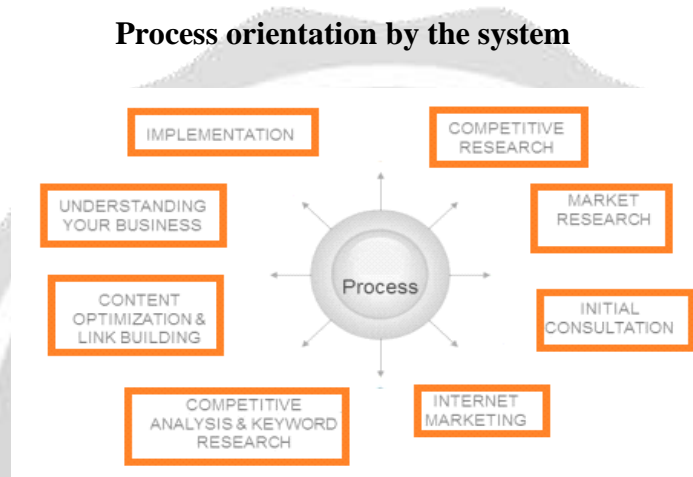 Process orientation by the system
IMPLEMENTATION
COMPETITIVE
RESEARCH
UNDERSTANDING
YOUR BUSINESS
MARKET
RESEARCH
Process
CONTENT
OPTIMIZATION &
LINK BUILDING
INITIAL
CONSULTATION
COMPETITIVE
ANALYSIS & KEYWORD
RESEARCH
INTERNET
MARKETING